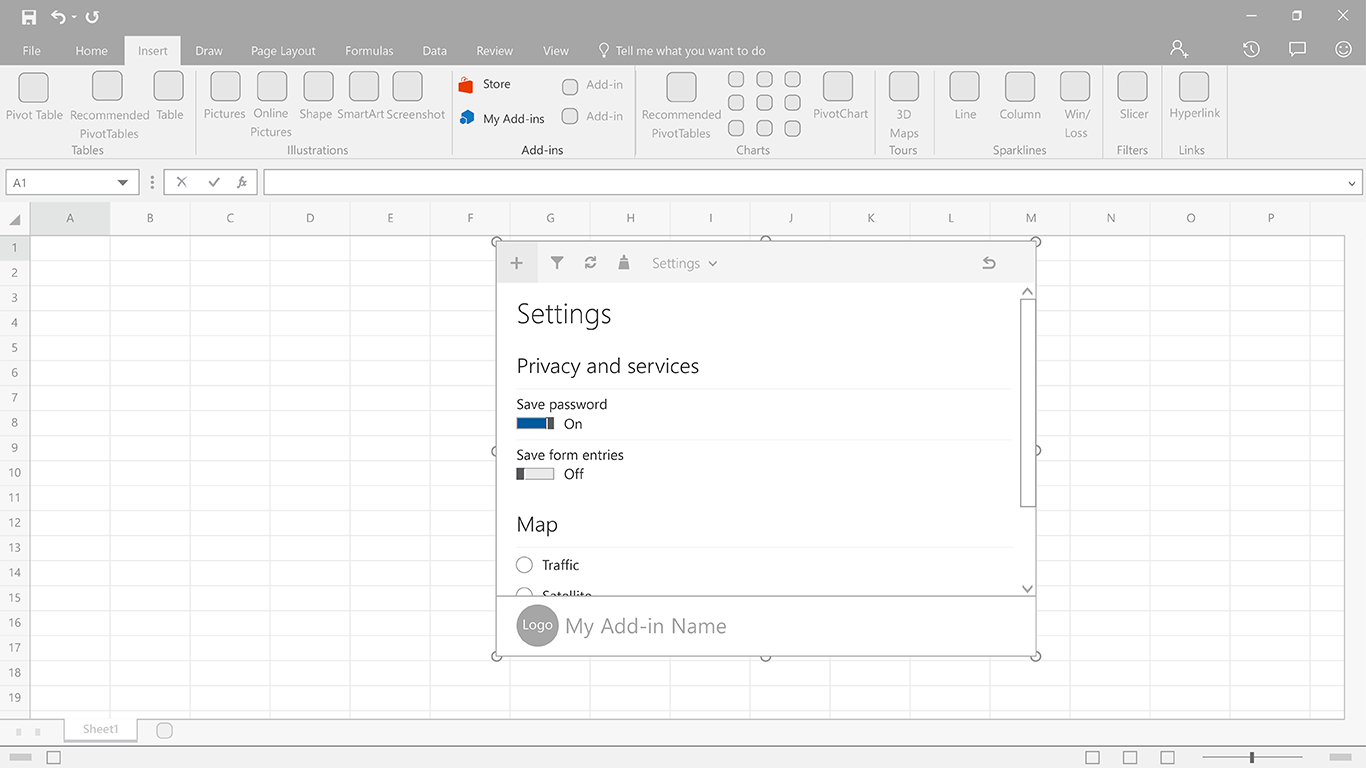 File Home Insert Draw Page Layout Formulas Data Review View Tell me what you want to do
Store Add-in
My Add-ins Add-in
Pivot Table Recommended PivotTables Table
Pictures Online Pictures Shape SmartArt Screenshot
Recommended PivotTables PivotChart
3D Maps
Line Column Win/ Loss
Slicer Hyperlink
Tables Illustrations Add-ins Charts Tours Sparklines Filters Links
A1 fx
A B C D E F G H I J K L M N O P
1
2
3
4
5
6
7
8
9
10
11
12
13
14
15
16
17
18
19
Settings
Settings
Privacy and services
Save password
On
Save form entries
Off
Map
Traffic
Satellite
Logo My Add-in Name
Sheet1